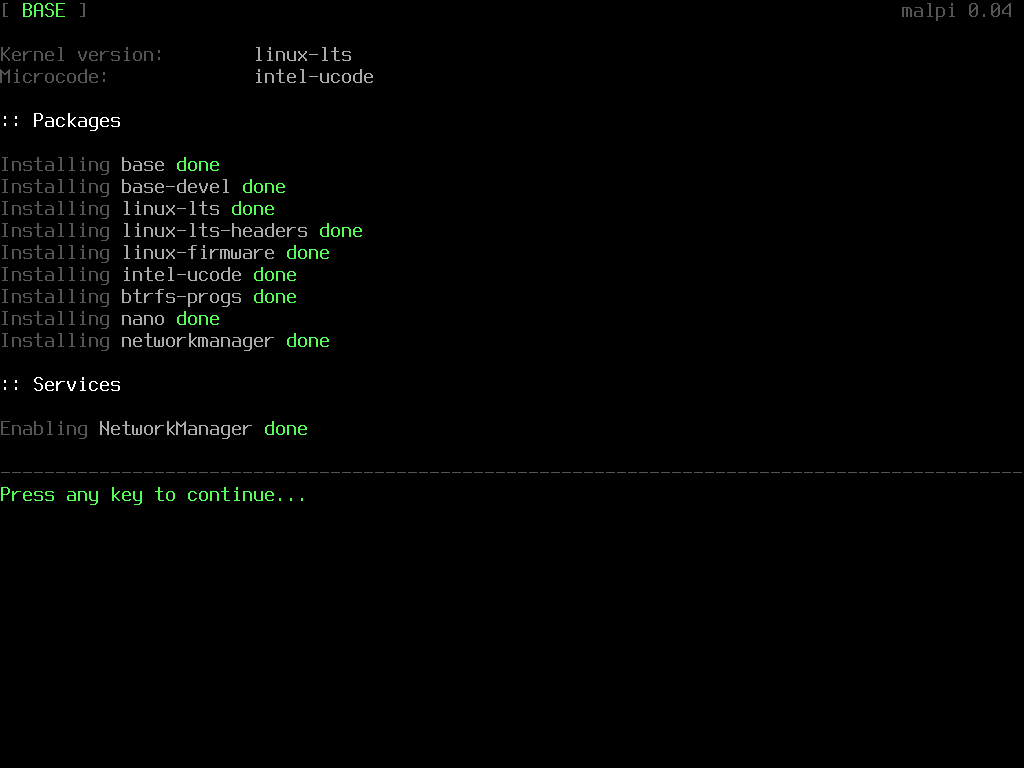 [ BASE ] malpi 0.04
Kernel version: linux-lts
Microcode: intel-ucode
:: Packages
Installing base done
Installing base-devel done
Installing linux-lts done
Installing linux-lts-headers done
Installing linux-firmware done
Installing intel-ucode done
Installing btrfs-progs done
Installing nano done
Installing networkmanager done
:: Services
Enabling NetworkManager done
Press any key to continue...